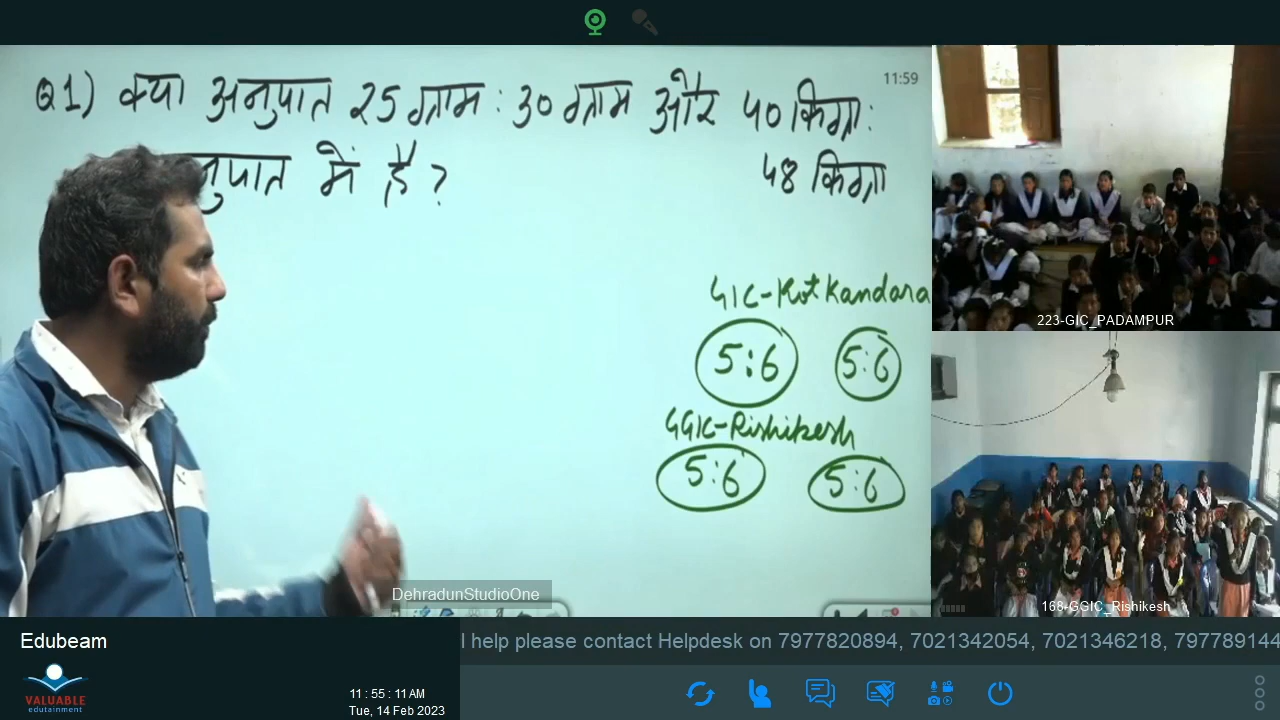 11:59
Q1) क्या अनुपात 25 ग्राम : 30 ग्राम और 40 किग्रा :
48 किग्रा
नुपात में है ?
GIC-Kot Kandara
5:6 5:6
GGIC-Rishikesh
5:6 5:6
223-GIC_PADAMPUR
168-GGIC_Rishikesh
DehradunStudioOne
Edubeam
l help please contact Helpdesk on 7977820894, 7021342054, 7021346218, 797789144
VALUABLE
edutainment
11 : 55 : 11 AM
Tue, 14 Feb 2023